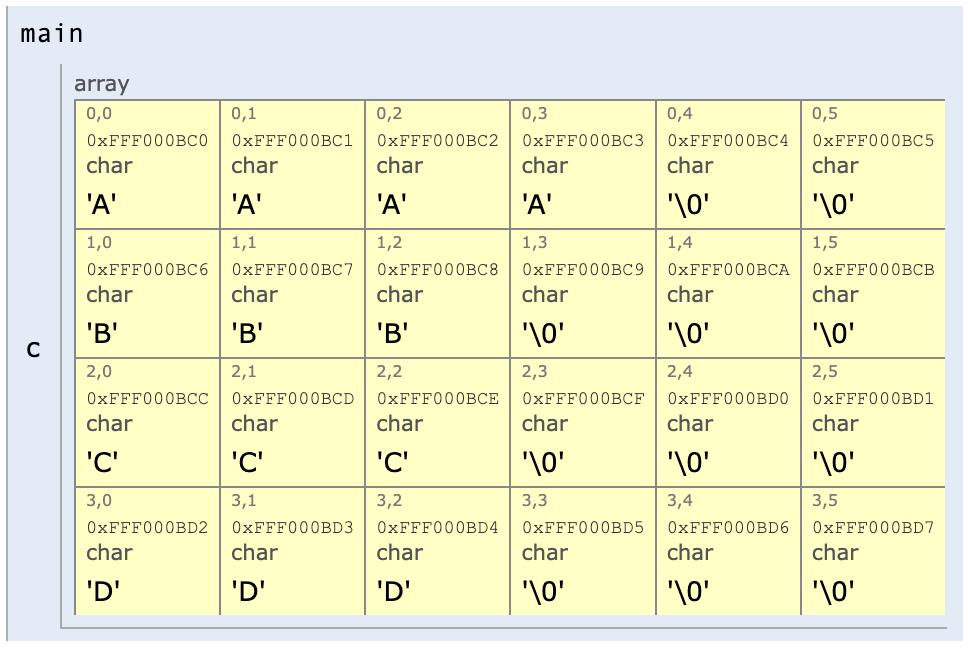 main
array
0,0 0,1 0,2 0,3 0,4 0,5
0xFFF000BC0 0xFFF000BC1 0xFFF000BC2 0xFFF000BC3 0xFFF000BC4 0xFFF000BC5
char char char char char char
'A' 'A' 'A' 'A' '\0' '\0'
1,0 1,1 1,2 1,3 1,4 1,5
0xFFF000BC6 0xFFF000BC7 0xFFF000BC8 0xFFF000BC9 0xFFF000BCA 0xFFF000BCB
char char char char char char
'B' 'B' 'B' '\0' '\0' '\0'
c
2,0 2,1 2,2 2,3 2,4 2,5
0xFFF000BCC 0xFFF000BCD 0xFFF000BCE 0xFFF000BCF 0xFFF000BD0 0xFFF000BD1
char char char char char char
'C' 'C' 'C' '\0' '\0' '\0'
3,0 3,1 3,2 3,3 3,4 3,5
0xFFF000BD2 0xFFF000BD3 0xFFF000BD4 0xFFF000BD5 0xFFF000BD6 0xFFF000BD7
char char char char char char
'D' 'D' 'D' '\0' '\0' '\0'